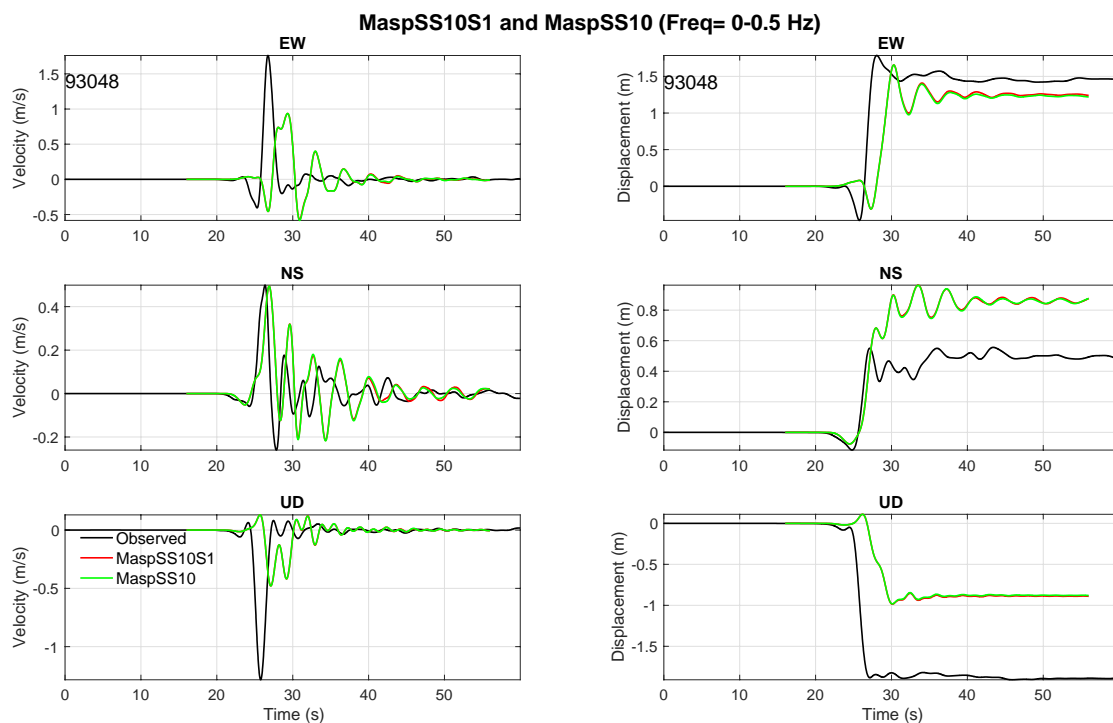 MaspSS10S1 and MaspSS10 (Freq= 0-0.5 Hz)
EW
93048
Velocity (m/s)
1.5
1
0.5
0
-0.5
0 10 20 30 40 50
EW
93048
Displacement (m)
1.5
1
0.5
0
0 10 20 30 40 50
NS
Velocity (m/s)
0.4
0.2
0
-0.2
0 10 20 30 40 50
NS
Displacement (m)
0.8
0.6
0.4
0.2
0
0 10 20 30 40 50
UD
Velocity (m/s)
0
-0.5
-1
Observed
MaspSS10S1
MaspSS10
0 10 20 30 40 50
Time (s)
UD
Displacement (m)
0
-0.5
-1
-1.5
0 10 20 30 40 50
Time (s)